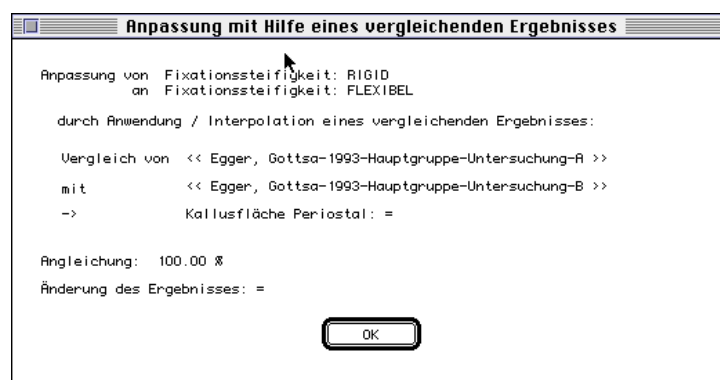 Anpassung mit Hilfe eines vergleichenden Ergebnisses
Anpassung von Fixationssteifigkeit: RIGID
an Fixationssteifigkeit: FLEXIBEL
durch Anwendung / Interpolation eines vergleichenden Ergebnisses:
Vergleich von << Egger, Gottsa-1993-Hauptgruppe-Untersuchung-A >>
mit << Egger, Gottsa-1993-Hauptgruppe-Untersuchung-B >>
-> Kallusfläche Periostal: =
Angleichung: 100.00 %
Änderung des Ergebnisses: =
OK